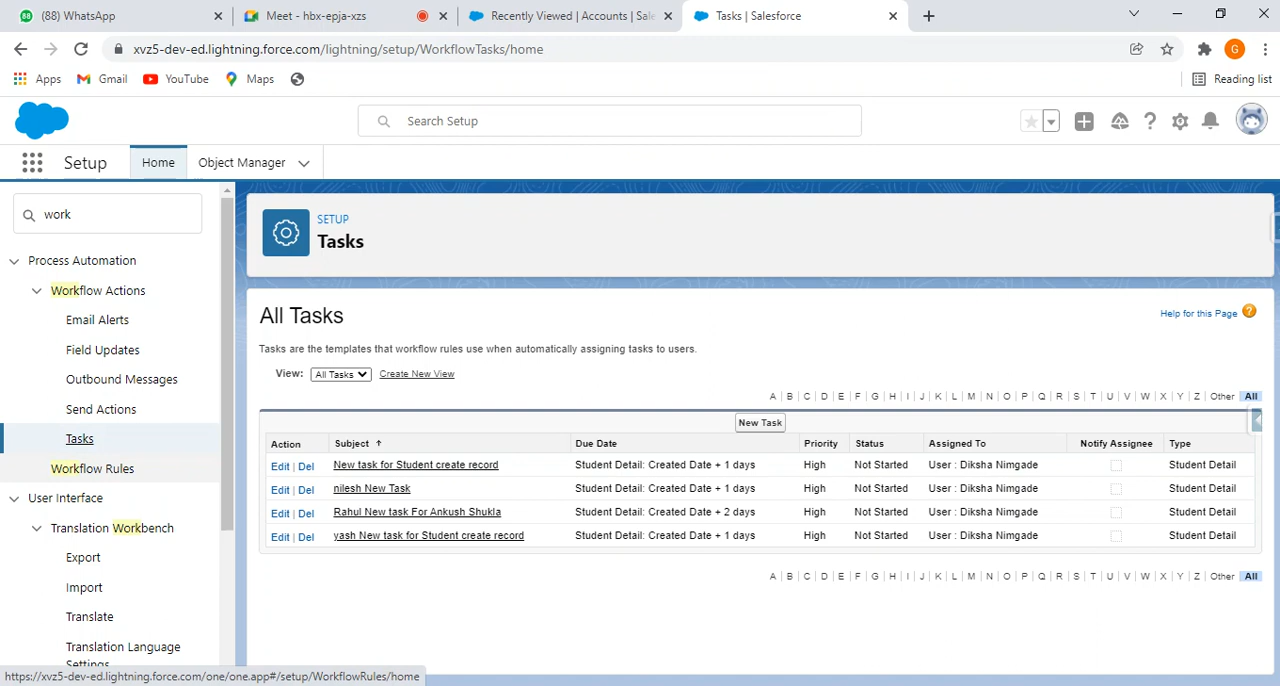 (88) WhatsApp
Meet - hbx-epja-xzs
Recently Viewed | Accounts | Sale
Tasks | Salesforce
xvz5-dev-ed.lightning.force.com/lightning/setup/WorkflowTasks/home
G
Apps
Gmail
YouTube
Maps
Reading list
Search Setup
Setup
Home
Object Manager
work
Process Automation
Workflow Actions
Email Alerts
Field Updates
Outbound Messages
Send Actions
Tasks
Workflow Rules
User Interface
Translation Workbench
Export
Import
Translate
Translation Language
Settings
SETUP
Tasks
All Tasks
Help for this Page ?
Tasks are the templates that workflow rules use when automatically assigning tasks to users.
View: All Tasks Create New View
A | B | C | D | E | F | G | H | I | J | K | L | M | N | O | P | Q | R | S | T | U | V | W | X | Y | Z | Other All
New Task
Action Subject Due Date Priority Status Assigned To Notify Assignee Type
Edit | Del New task for Student create record Student Detail: Created Date + 1 days High Not Started User : Diksha Nimgade Student Detail
Edit | Del nilesh New Task Student Detail: Created Date + 1 days High Not Started User : Diksha Nimgade Student Detail
Edit | Del Rahul New task For Ankush Shukla Student Detail: Created Date + 2 days High Not Started User : Diksha Nimgade Student Detail
Edit | Del yash New task for Student create record Student Detail: Created Date + 1 days High Not Started User : Diksha Nimgade Student Detail
A | B | C | D | E | F | G | H | I | J | K | L | M | N | O | P | Q | R | S | T | U | V | W | X | Y | Z | Other All
https://xvz5-dev-ed.lightning.force.com/one/one.app#/setup/WorkflowRules/home